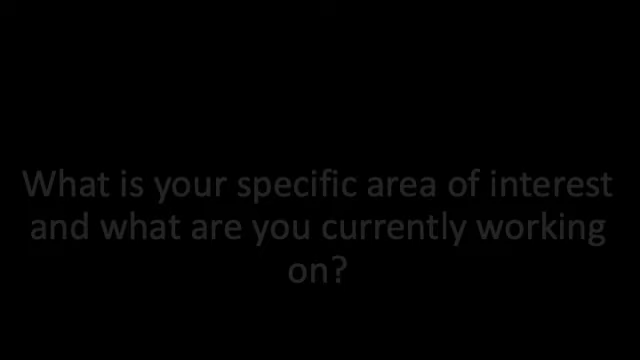 What is your specific area of interest
and what are you currently working
on?